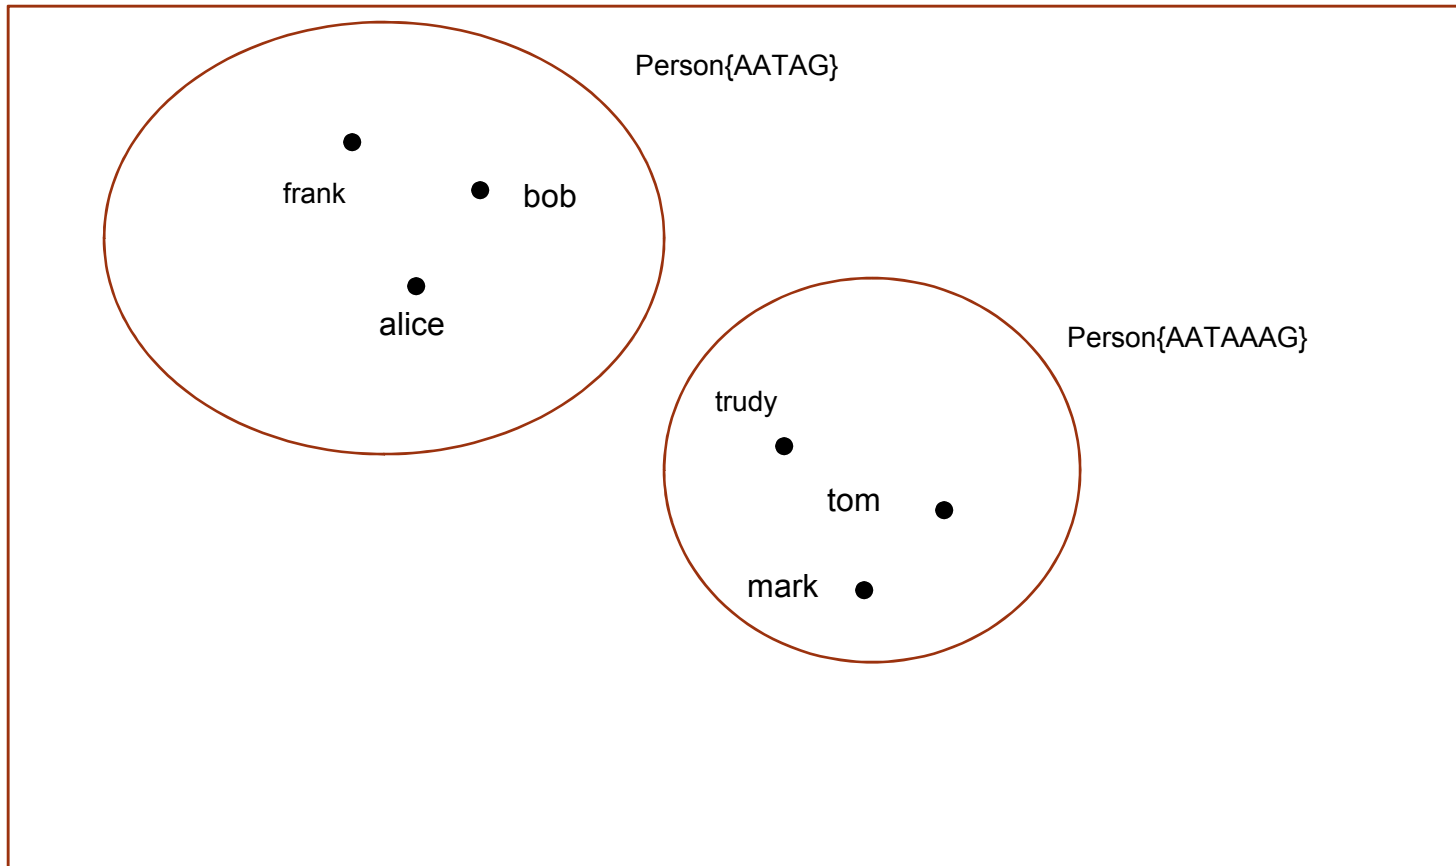 Person{AATAG}
frank
bob
alice
Person{AATAAAG}
trudy
tom
mark